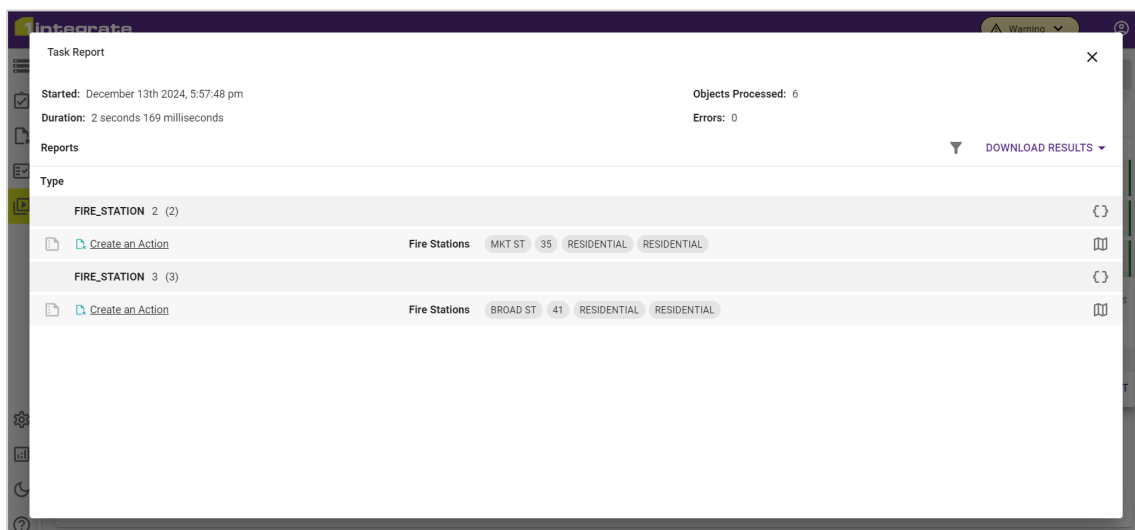 1integrate
Warning
Task Report
Started: December 13th 2024, 5:57:48 pm
Objects Processed: 6
Duration: 2 seconds 169 milliseconds
Errors: 0
Reports
DOWNLOAD RESULTS
Type
FIRE_STATION 2 (2)
{}
Create an Action Fire Stations MKT ST 35 RESIDENTIAL RESIDENTIAL
FIRE_STATION 3 (3)
{}
Create an Action Fire Stations BROAD ST 41 RESIDENTIAL RESIDENTIAL